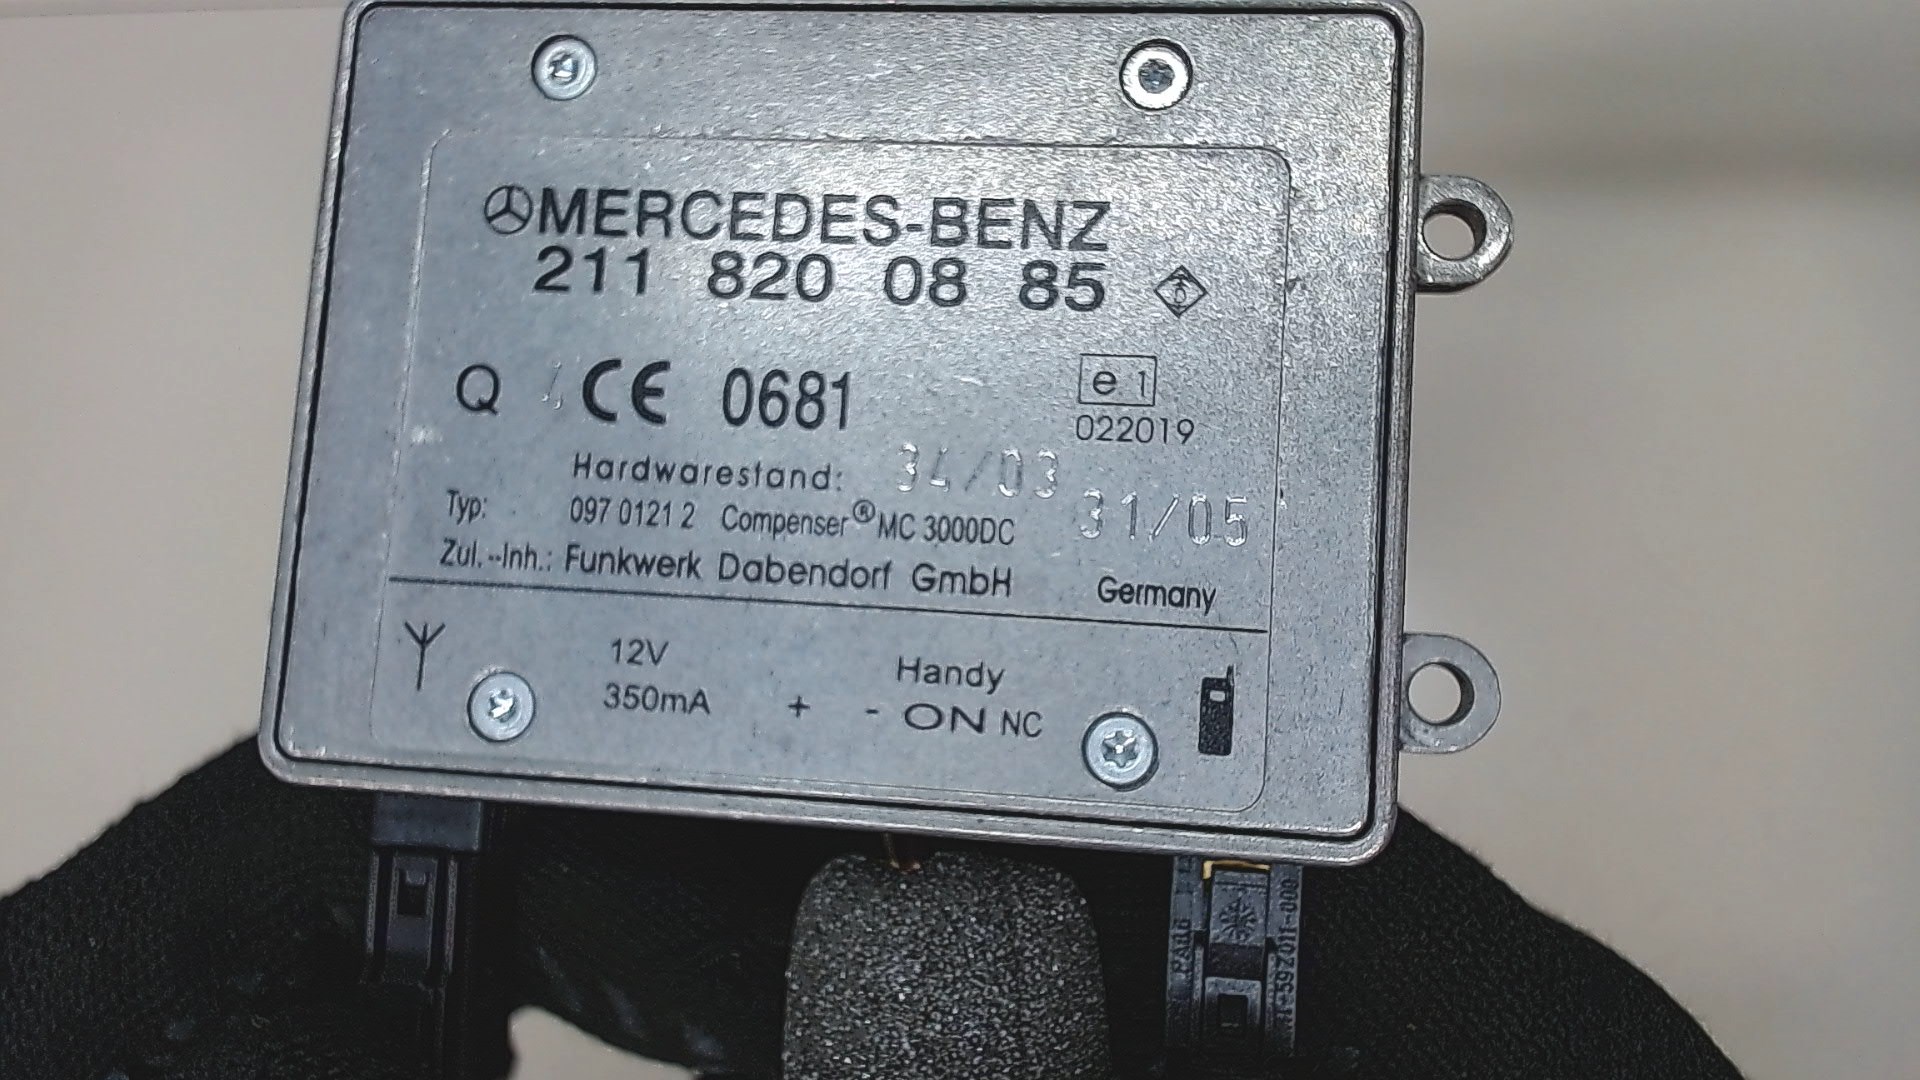 MERCEDES-BENZ
211 820 08 85
Q CE 0681 e 1
022019
Hardwarestand: 34/03
Typ: 097 0121 2 Compenser® MC 3000DC 31/05
Zul.-Inh.: Funkwerk Dabendorf GmbH Germany
12V Handy
350mA + - ON NC